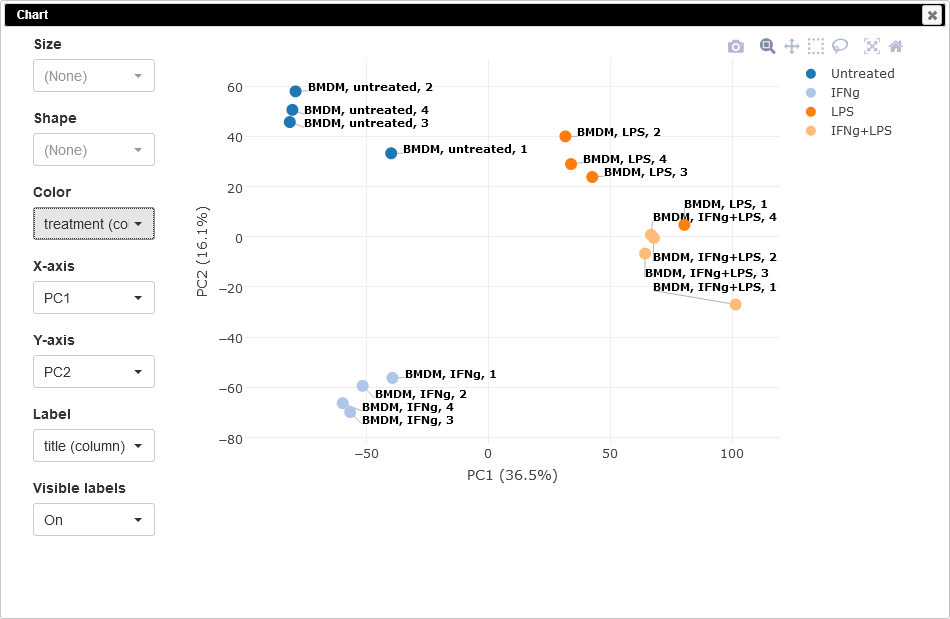 Chart
Size
(None)
Shape
(None)
Color
treatment (co
X-axis
PC1
Y-axis
PC2
Label
title (column)
Visible labels
On
Untreated
IFNg
LPS
IFNg+LPS
60
40
20
0
−20
−40
−60
−80
PC2 (16.1%)
BMDM, untreated, 2
BMDM, untreated, 4
BMDM, untreated, 3
BMDM, untreated, 1
BMDM, LPS, 2
BMDM, LPS, 4
BMDM, LPS, 3
BMDM, LPS, 1
BMDM, IFNg+LPS, 4
BMDM, IFNg+LPS, 2
BMDM, IFNg+LPS, 3
BMDM, IFNg+LPS, 1
BMDM, IFNg, 1
BMDM, IFNg, 2
BMDM, IFNg, 4
BMDM, IFNg, 3
−50
0
50
100
PC1 (36.5%)